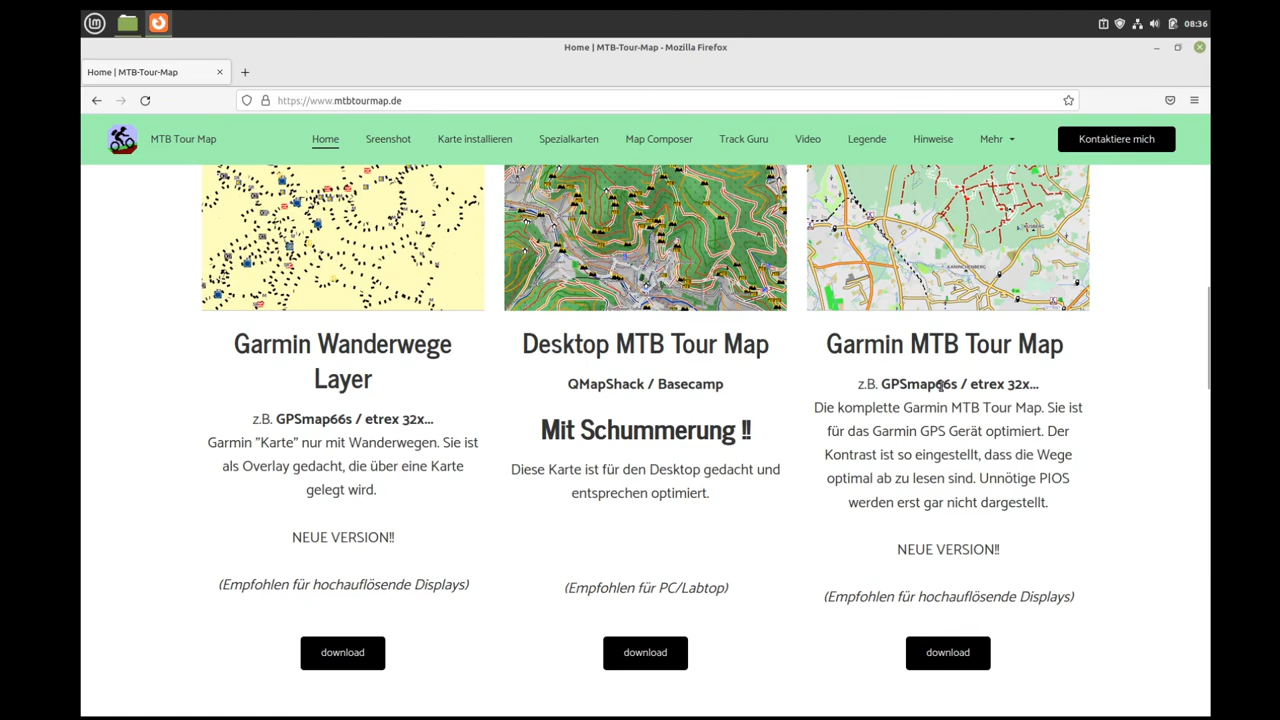 08:36
Home | MTB-Tour-Map - Mozilla Firefox
Home | MTB-Tour-Map
https://www.mtbtourmap.de
MTB Tour Map
Home
Sreenshot
Karte installieren
Spezialkarten
Map Composer
Track Guru
Video
Legende
Hinweise
Mehr
Kontaktiere mich
Garmin Wanderwege
Layer
z.B. GPSmap66s / etrex 32x...
Garmin "Karte" nur mit Wanderwegen. Sie ist
als Overlay gedacht, die über eine Karte
gelegt wird.
NEUE VERSION!!
(Empfohlen für hochauflösende Displays)
download
Desktop MTB Tour Map
QMapShack / Basecamp
Mit Schummerung !!
Diese Karte ist für den Desktop gedacht und
entsprechen optimiert.
(Empfohlen für PC/Labtop)
download
Garmin MTB Tour Map
z.B. GPSmap66s / etrex 32x...
Die komplette Garmin MTB Tour Map. Sie ist
für das Garmin GPS Gerät optimiert. Der
Kontrast ist so eingestellt, dass die Wege
optimal ab zu lesen sind. Unnötige PIOS
werden erst gar nicht dargestellt.
NEUE VERSION!!
(Empfohlen für hochauflösende Displays)
download